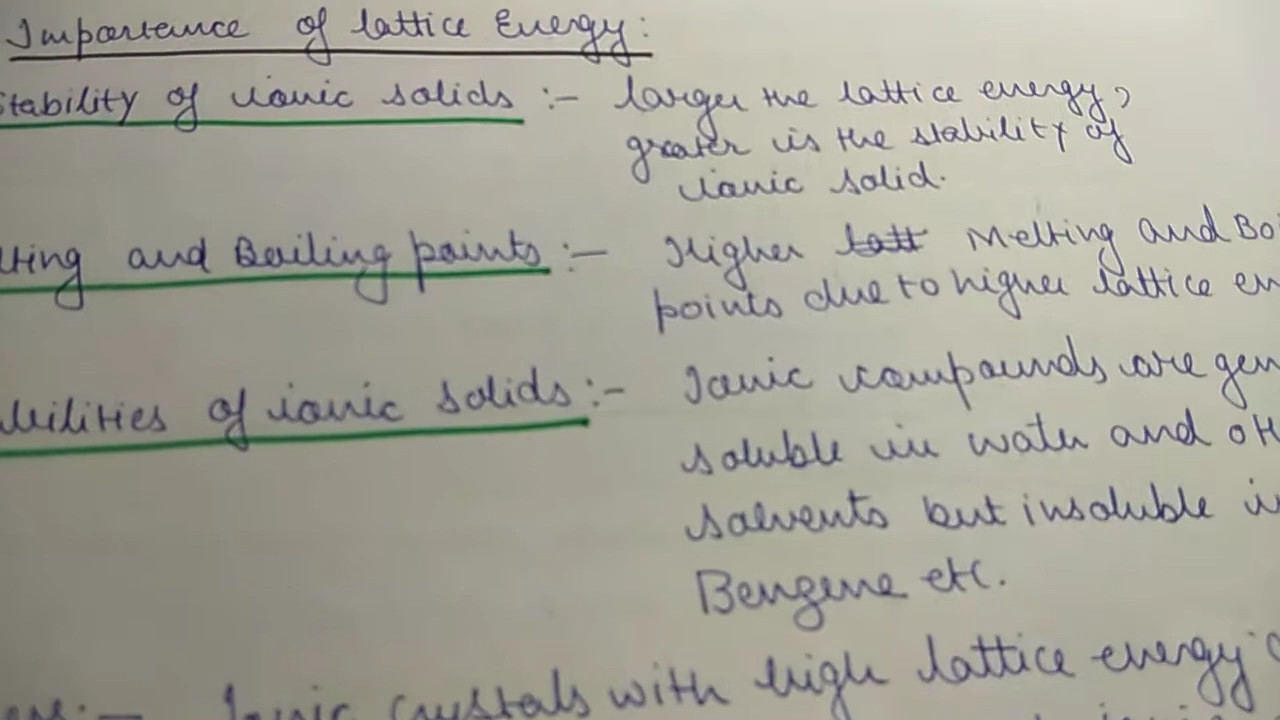 Importance of lattice Energy:
Stability of ionic solids :- larger the lattice energy,
greater is the stability of
ionic solid.
lting and Boiling points :- Higher latt Melting and Bo
points due to higher lattice en
bilities of ionic solids :- Ionic compounds are gen
soluble in water and ot
solvents but insoluble i
Benzene etc.
Ionic crystals with high lattice energy